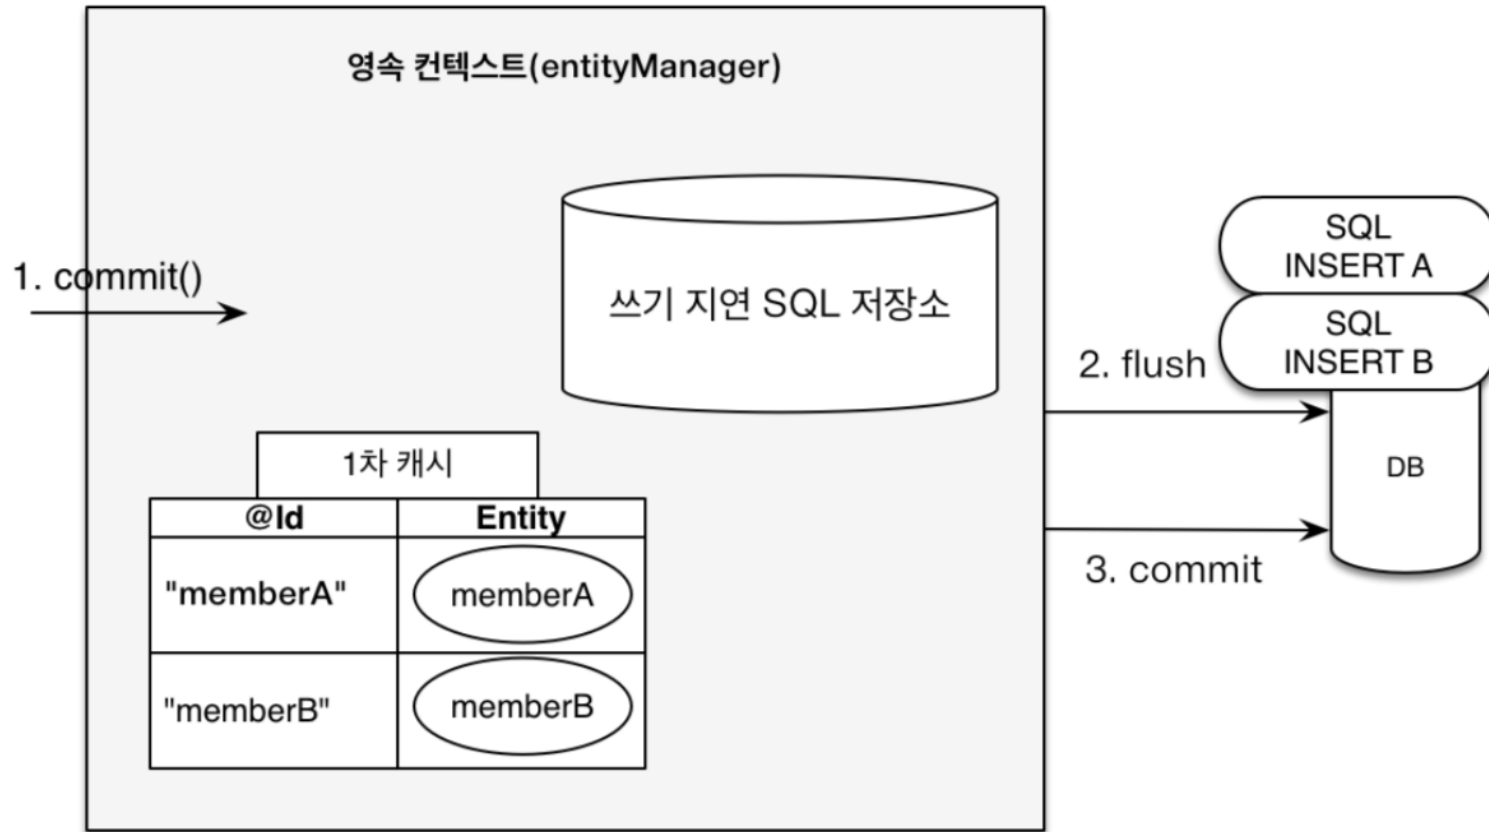 영속 컨텍스트(entityManager)
1. commit()
쓰기 지연 SQL 저장소
SQL
INSERT A
SQL
INSERT B
2. flush
DB
3. commit
1차 캐시
@Id Entity
"memberA" memberA
"memberB" memberB